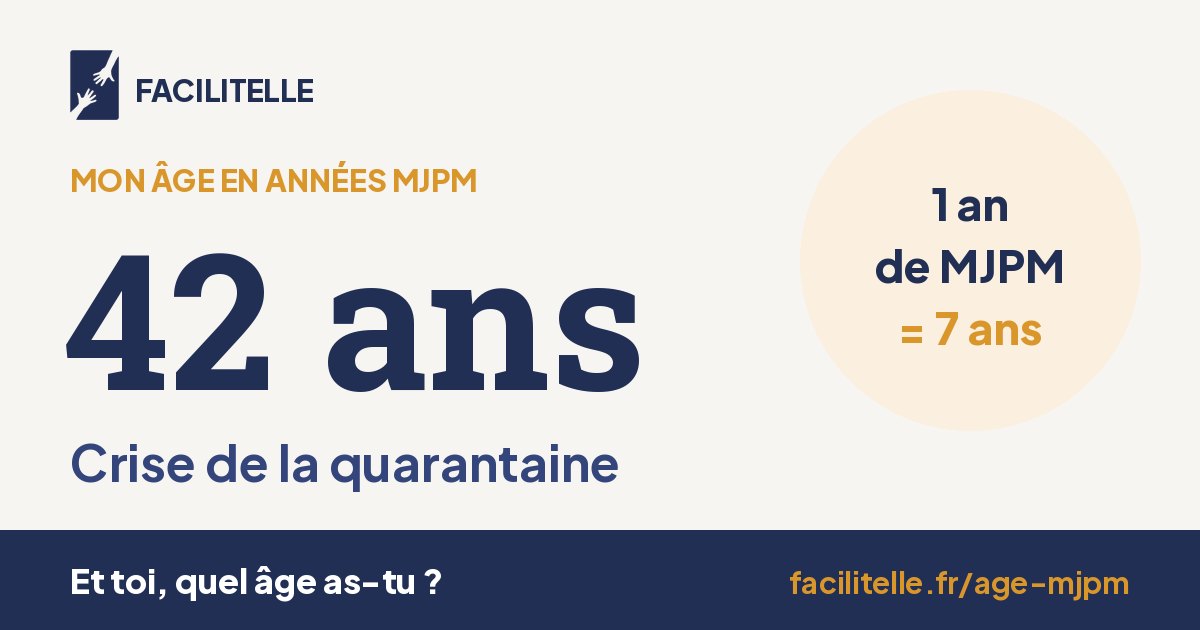 FACILITELLE
MON ÂGE EN ANNÉES MJPM
42 ans
Crise de la quarantaine
1 an
de MJPM
= 7 ans
Et toi, quel âge as-tu ?
facilitelle.fr/age-mjpm